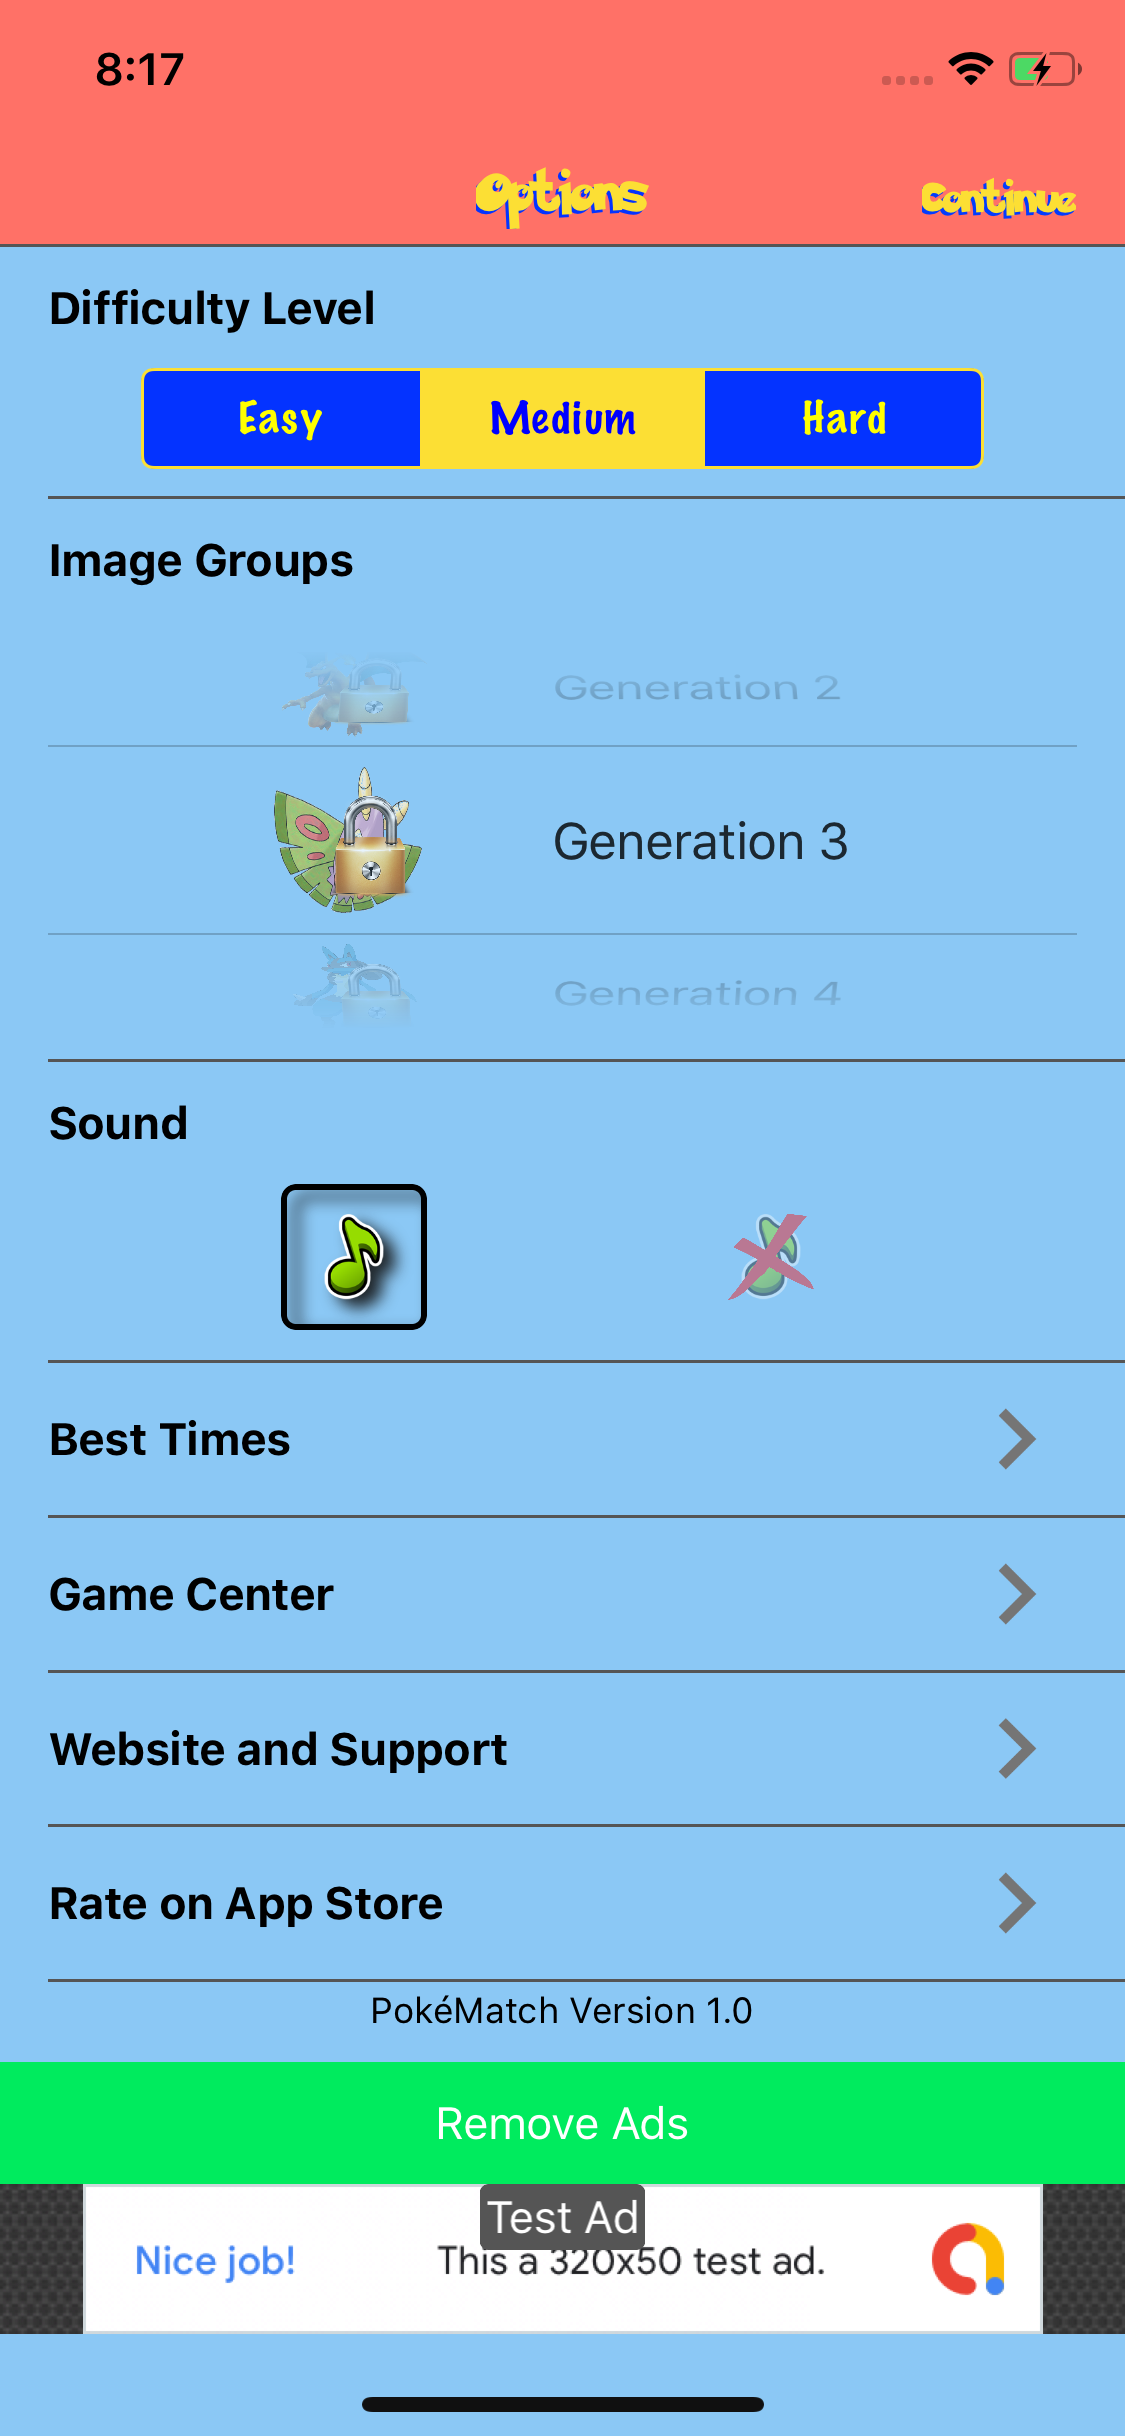 8:17
Options
Continue
Difficulty Level
Easy
Medium
Hard
Image Groups
Generation 2
Generation 3
Generation 4
Sound
Best Times
Game Center
Website and Support
Rate on App Store
PokéMatch Version 1.0
Remove Ads
Test Ad
Nice job!
This a 320x50 test ad.